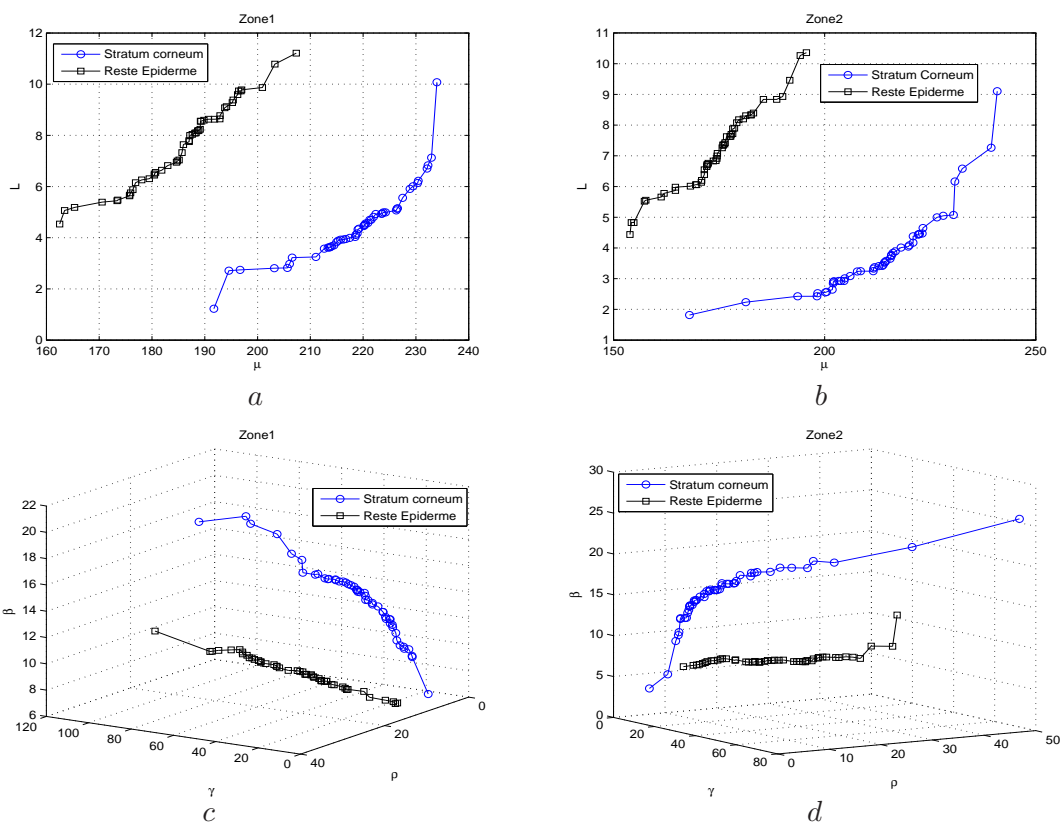 Zone1
12
10
8
6
4
2
0
L
160 170 180 190 200 210 220 230 240
μ
Stratum corneum
Reste Epiderme
a
Zone2
11
10
9
8
7
6
5
4
3
2
1
L
150 200 250
μ
Stratum Corneum
Reste Epiderme
b
Zone1
22
20
18
16
14
12
10
8
6
β
120 100 80 60 40 20 0
γ
40 20 0
ρ
Stratum corneum
Reste Epiderme
c
Zone2
30
25
20
15
10
5
0
β
0 20 40 60 80
γ
0 10 20 30 40 50
ρ
Stratum corneum
Reste Epiderme
d